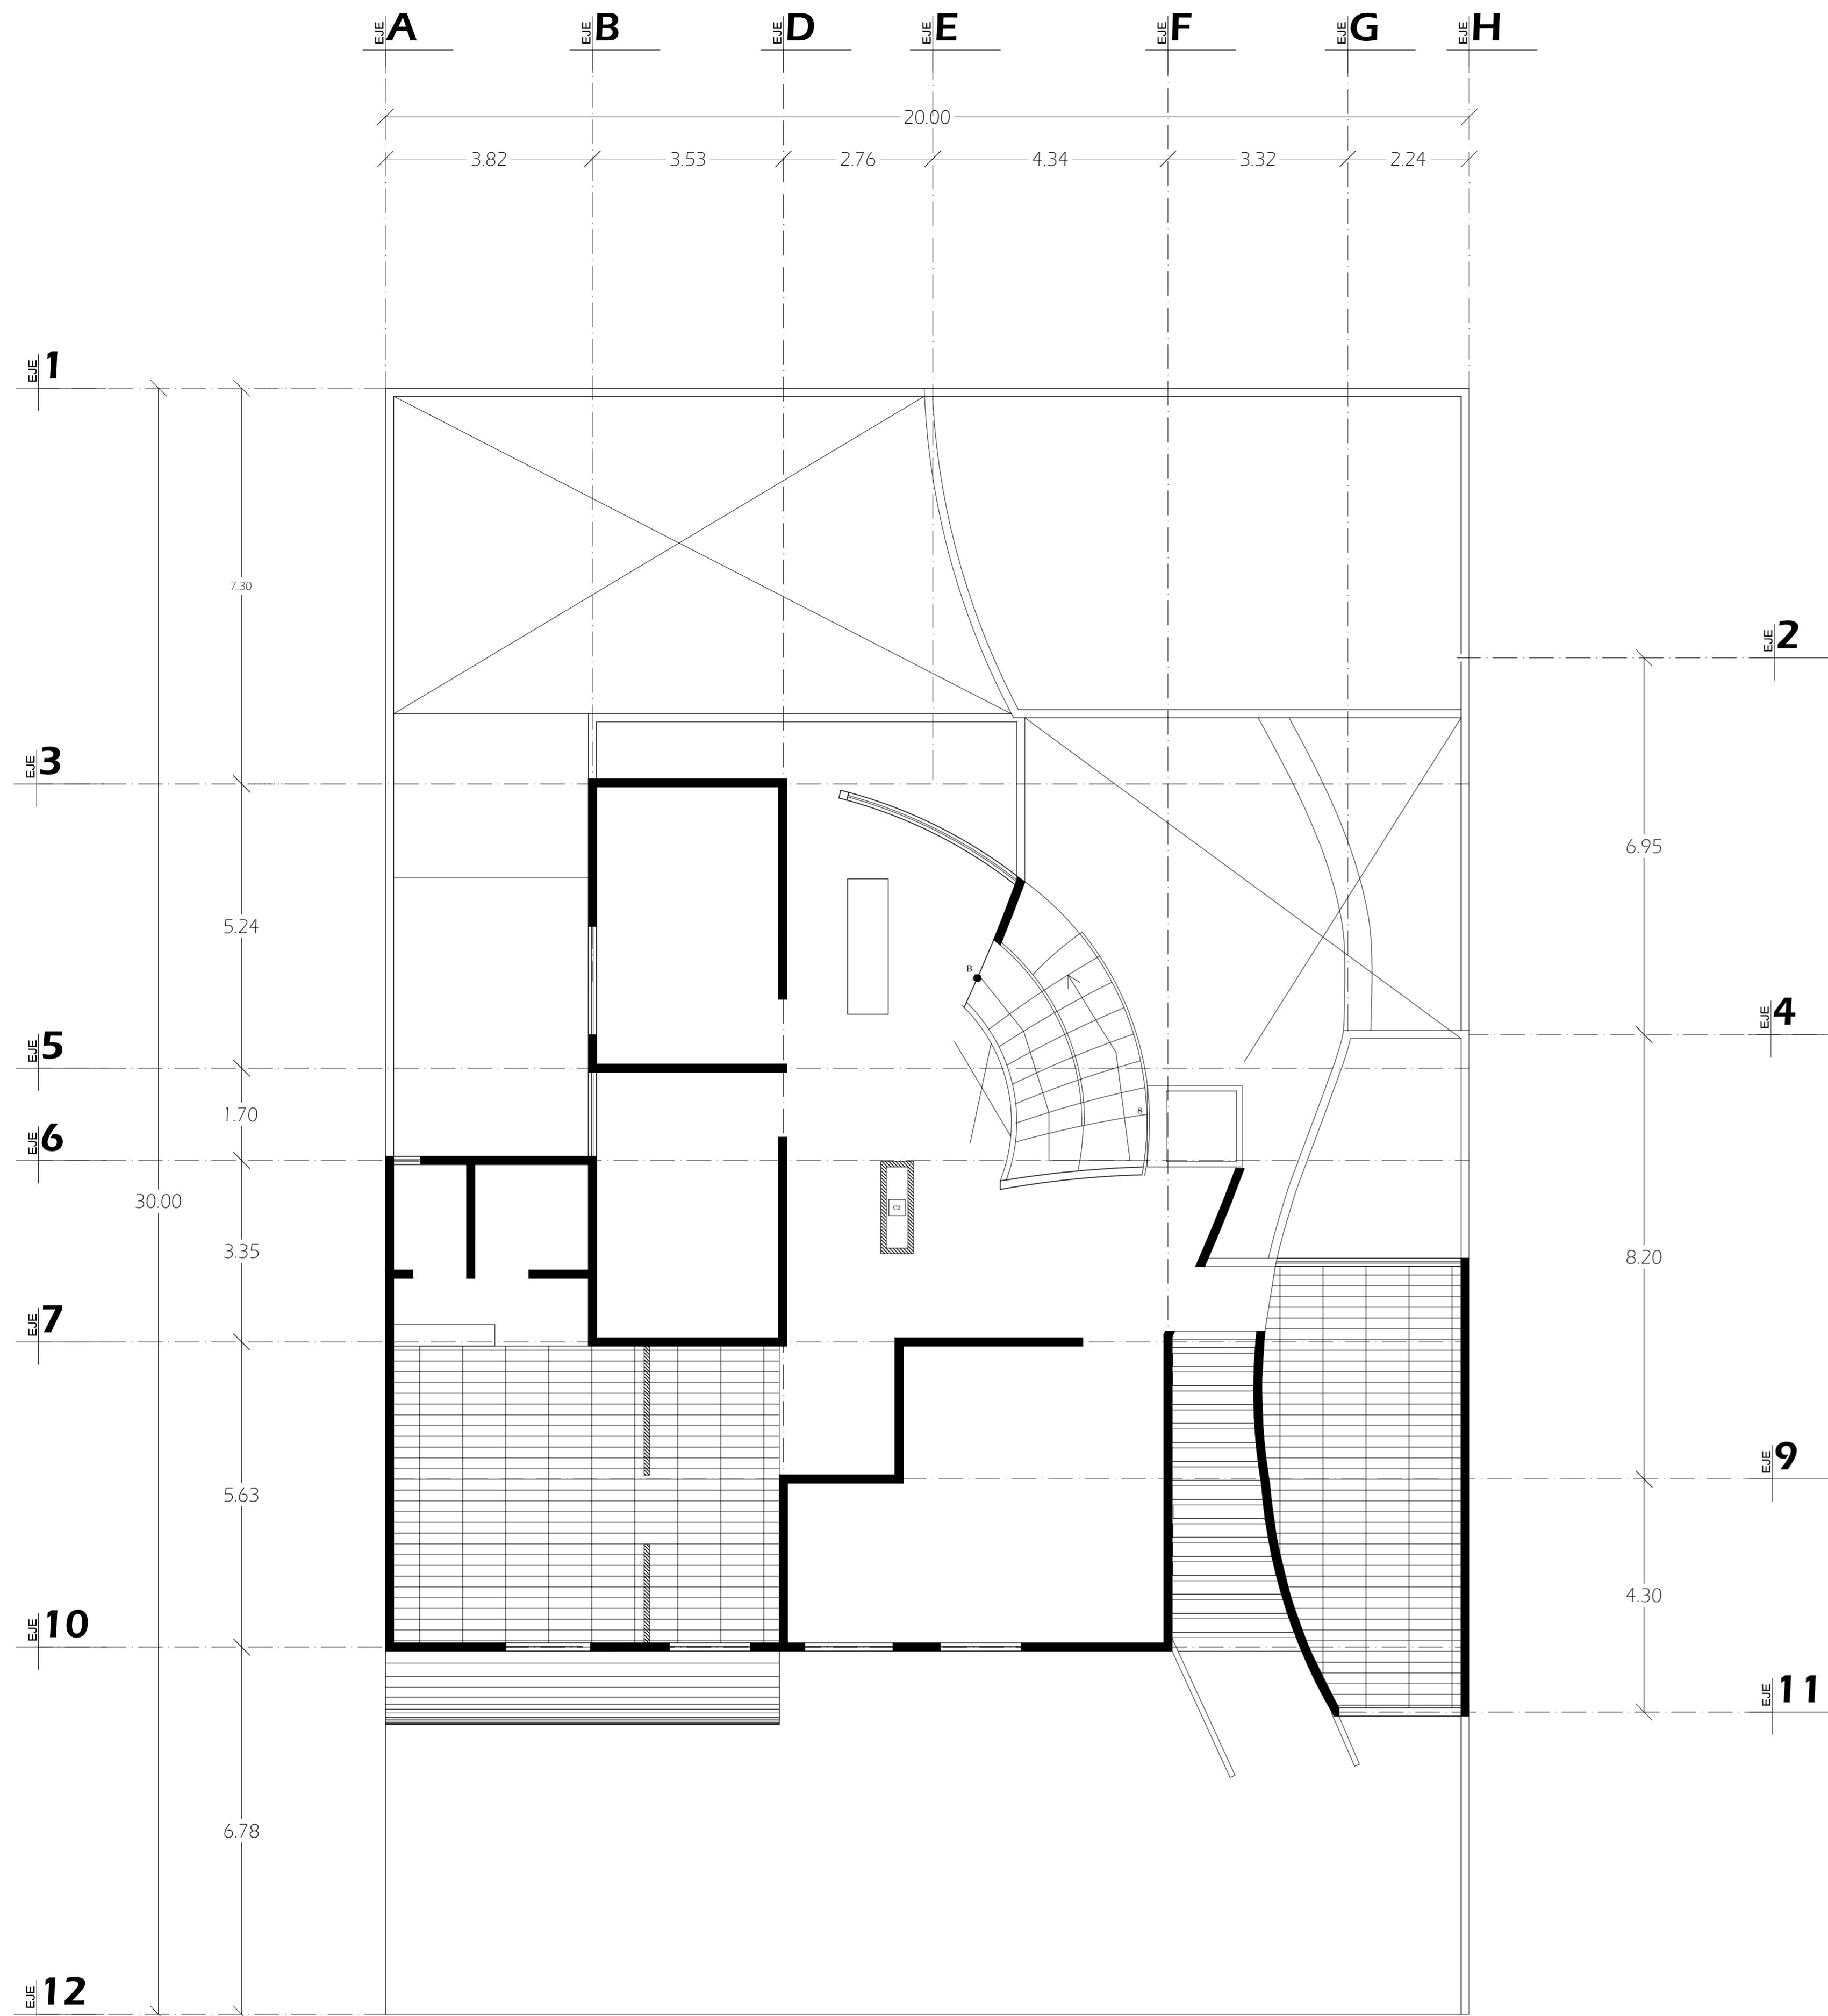 EJE A EJE B EJE D EJE E EJE F EJE G EJE H
20.00
3.82 3.53 2.76 4.34 3.32 2.24
EJE 1
7.30
EJE 2
EJE 3
6.95
5.24
B
EJE 4
EJE 5
8
1.70
EJE 6
30.00
C2
3.35
8.20
EJE 7
EJE 9
5.63
4.30
EJE 10
EJE 11
6.78
EJE 12